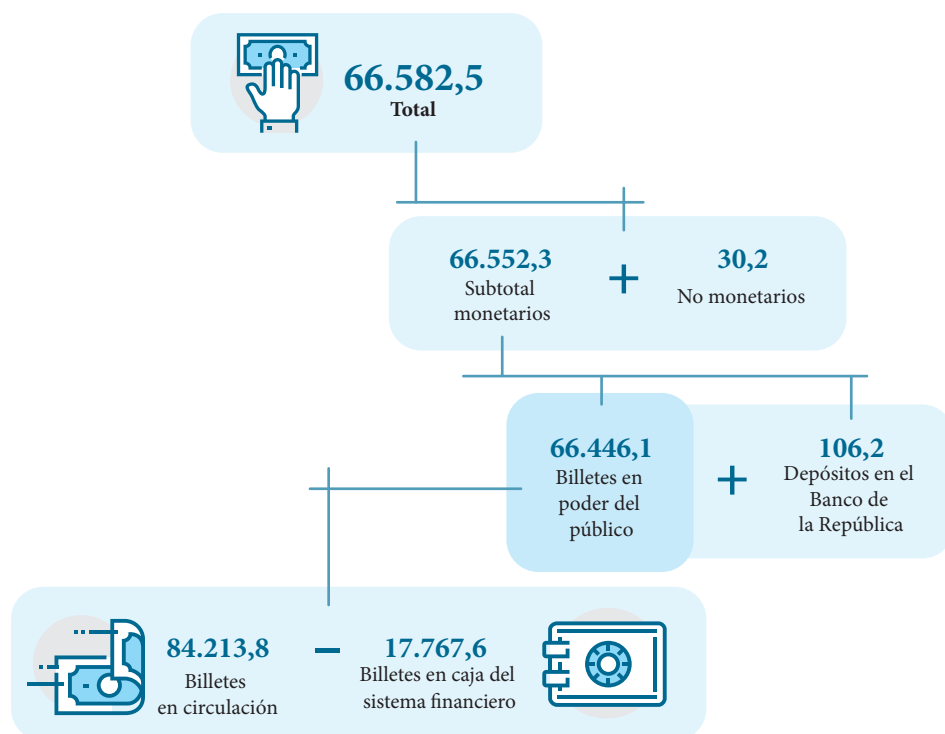 66.582,5
Total
66.552,3
Subtotal
monetarios
+
30,2
No monetarios
66.446,1
Billetes en
poder del
público
+
106,2
Depósitos en el
Banco de
la República
84.213,8
Billetes
en circulación
−
17.767,6
Billetes en caja del
sistema financiero